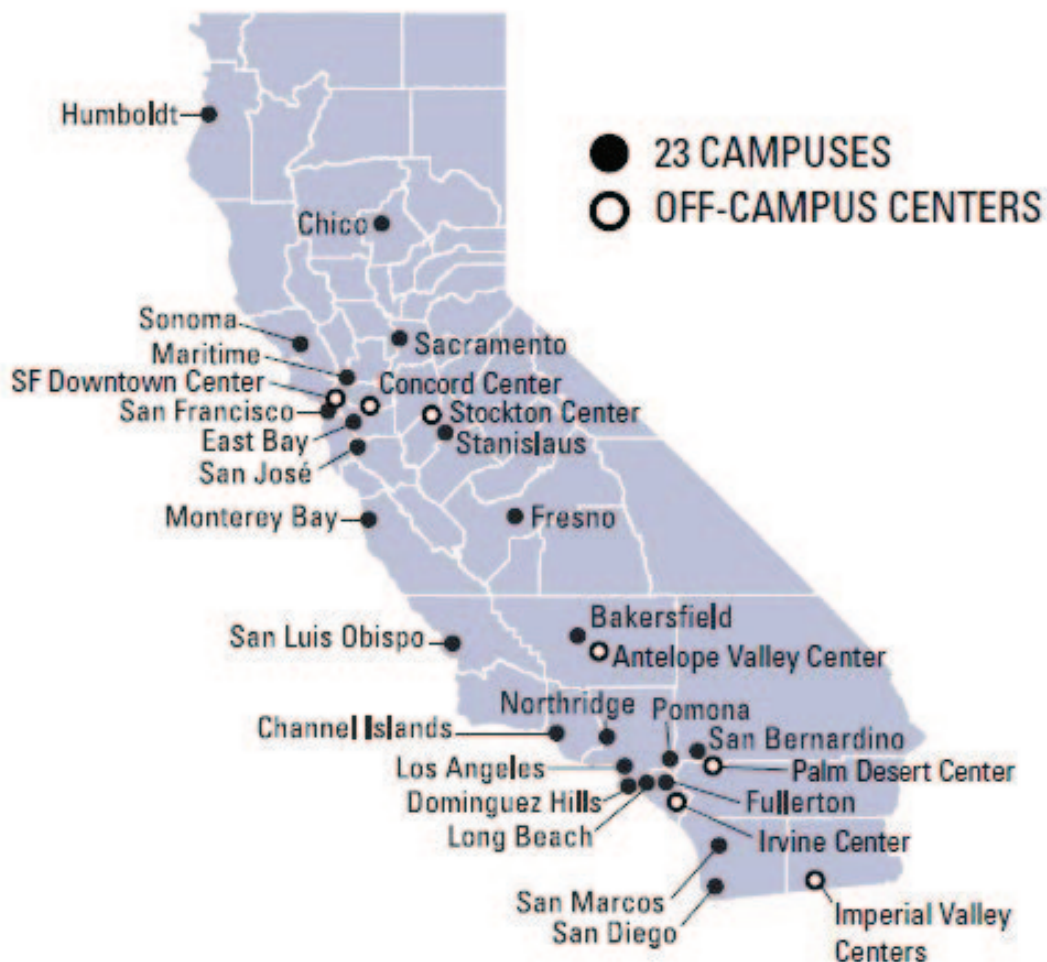 Humboldt
23 CAMPUSES
OFF-CAMPUS CENTERS
Chico
Sonoma
Sacramento
Maritime
SF Downtown Center
Concord Center
San Francisco
Stockton Center
East Bay
Stanislaus
San José
Monterey Bay
Fresno
San Luis Obispo
Bakersfield
Antelope Valley Center
Northridge
Pomona
Channel Islands
San Bernardino
Los Angeles
Palm Desert Center
Dominguez Hills
Fullerton
Long Beach
Irvine Center
San Marcos
San Diego
Imperial Valley
Centers